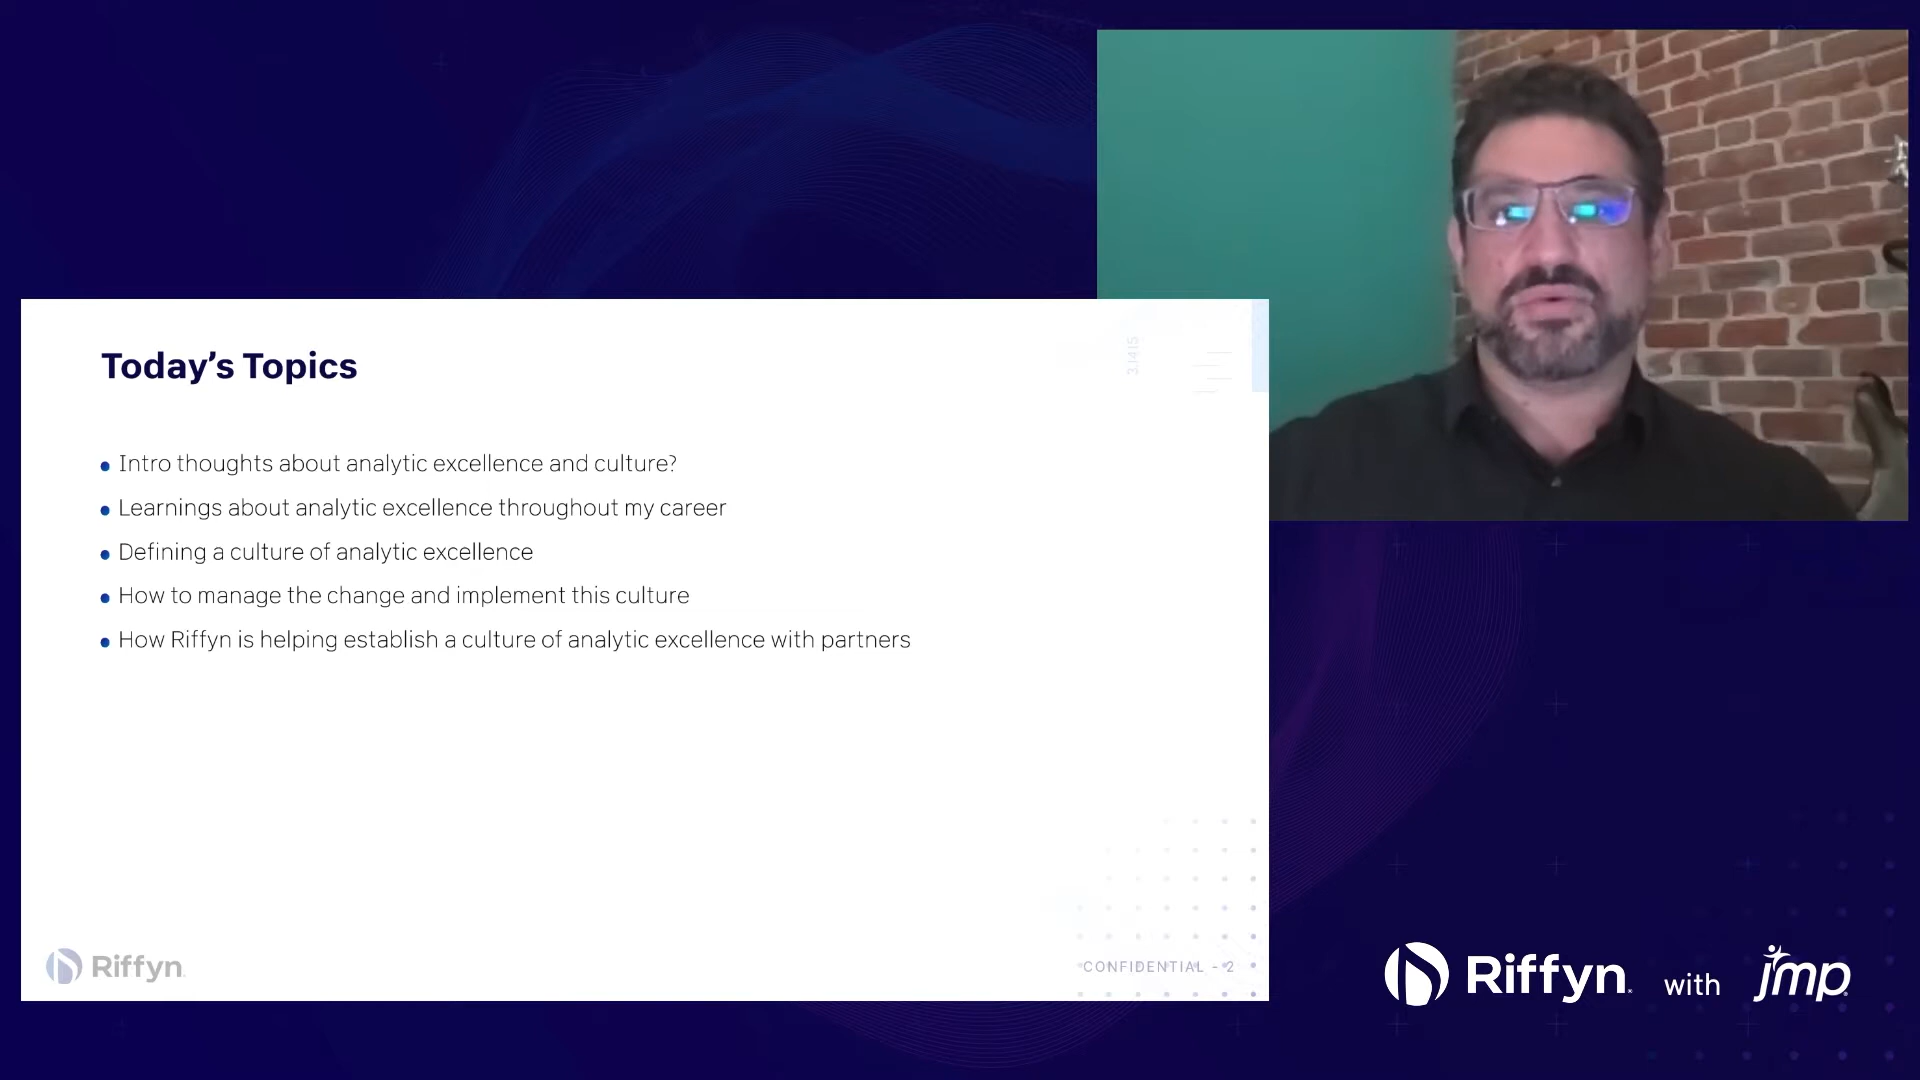 3.1415
Today's Topics
Intro thoughts about analytic excellence and culture?
Learnings about analytic excellence throughout my career
Defining a culture of analytic excellence
How to manage the change and implement this culture
How Riffyn is helping establish a culture of analytic excellence with partners
Riffyn
CONFIDENTIAL - 2
Riffyn with jmp